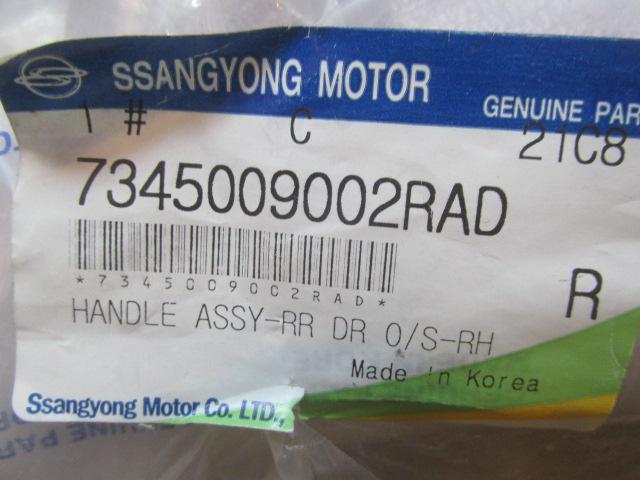 SSANGYONG MOTOR
GENUINE PAR
1 # C 21C8
7345009002RAD
*7345009002RAD*
R
HANDLE ASSY-RR DR O/S-RH
Made in Korea
Ssangyong Motor Co. LTD.,